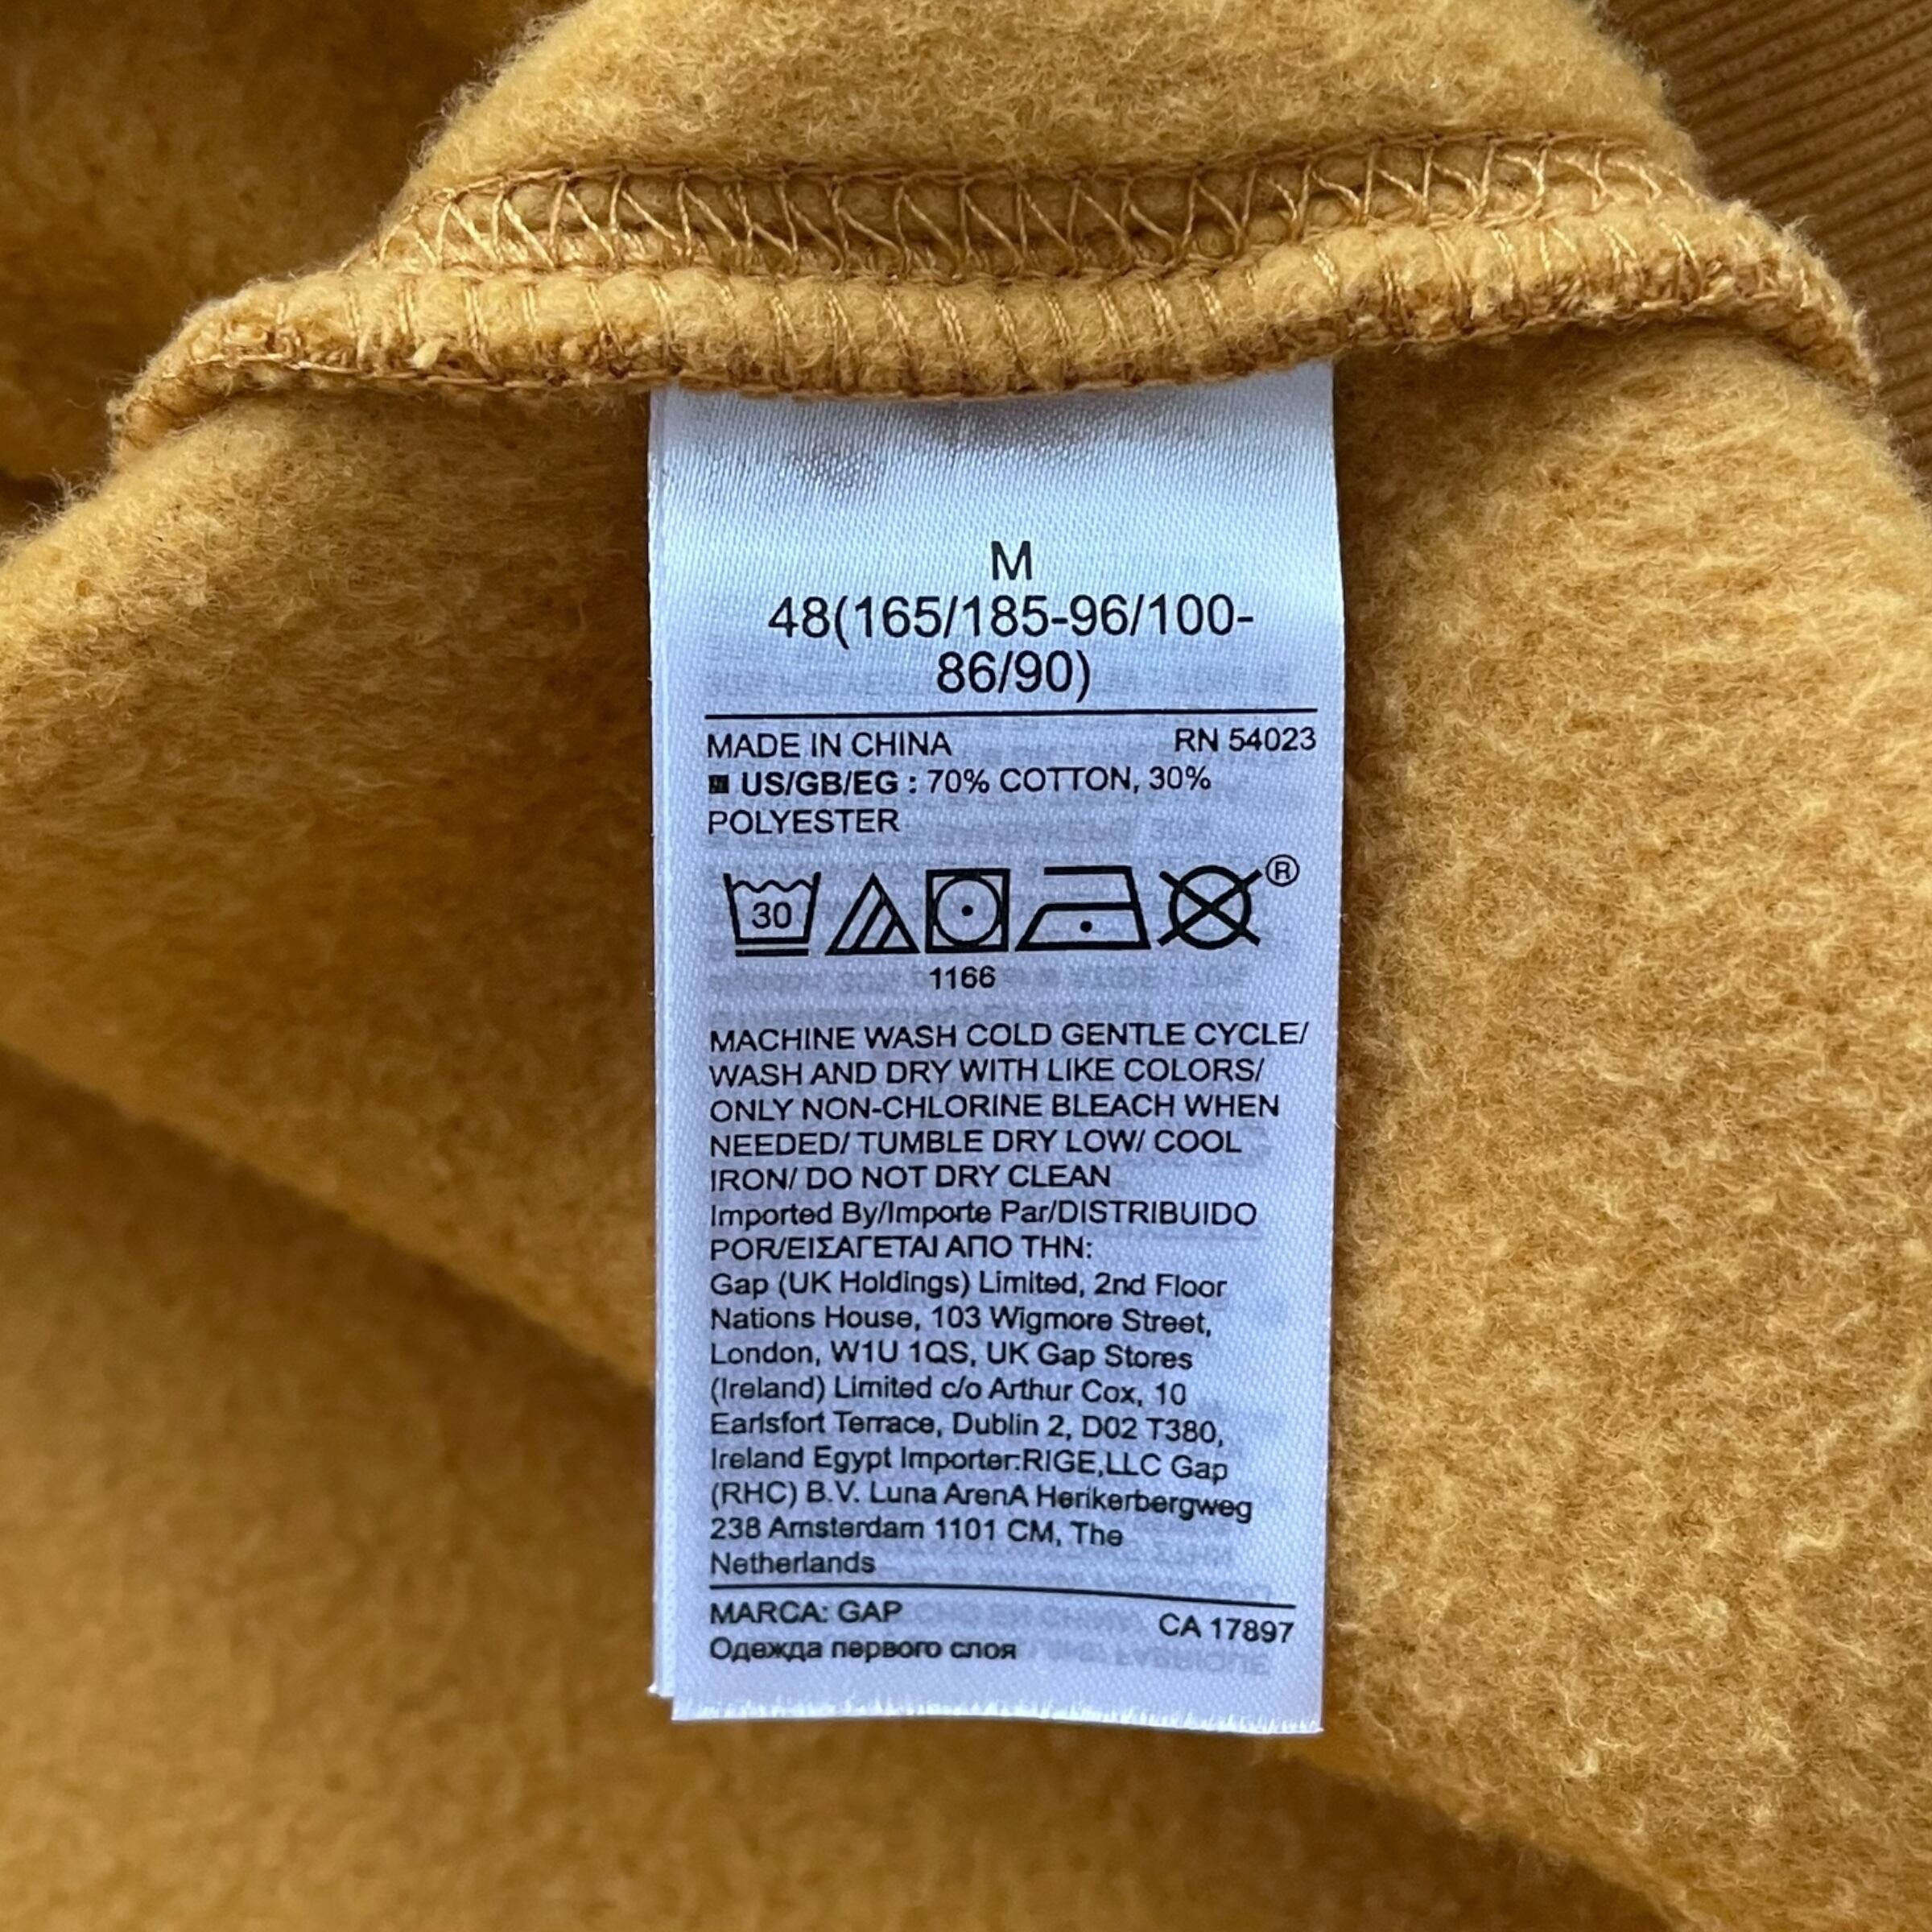 M
48(165/185-96/100-
86/90)
MADE IN CHINA RN 54023
US/GB/EG : 70% COTTON, 30%
POLYESTER
30 ®
1166
MACHINE WASH COLD GENTLE CYCLE/
WASH AND DRY WITH LIKE COLORS/
ONLY NON-CHLORINE BLEACH WHEN
NEEDED/ TUMBLE DRY LOW/ COOL
IRON/ DO NOT DRY CLEAN
Imported By/Importe Par/DISTRIBUIDO
POR/ΕΙΣΑΓΕΤΑΙ ΑΠΟ ΤΗΝ:
Gap (UK Holdings) Limited, 2nd Floor
Nations House, 103 Wigmore Street,
London, W1U 1QS, UK Gap Stores
(Ireland) Limited c/o Arthur Cox, 10
Earlsfort Terrace, Dublin 2, D02 T380,
Ireland Egypt Importer:RIGE,LLC Gap
(RHC) B.V. Luna ArenA Herikerbergweg
238 Amsterdam 1101 CM, The
Netherlands
MARCA: GAP CA 17897
Одежда первого слоя